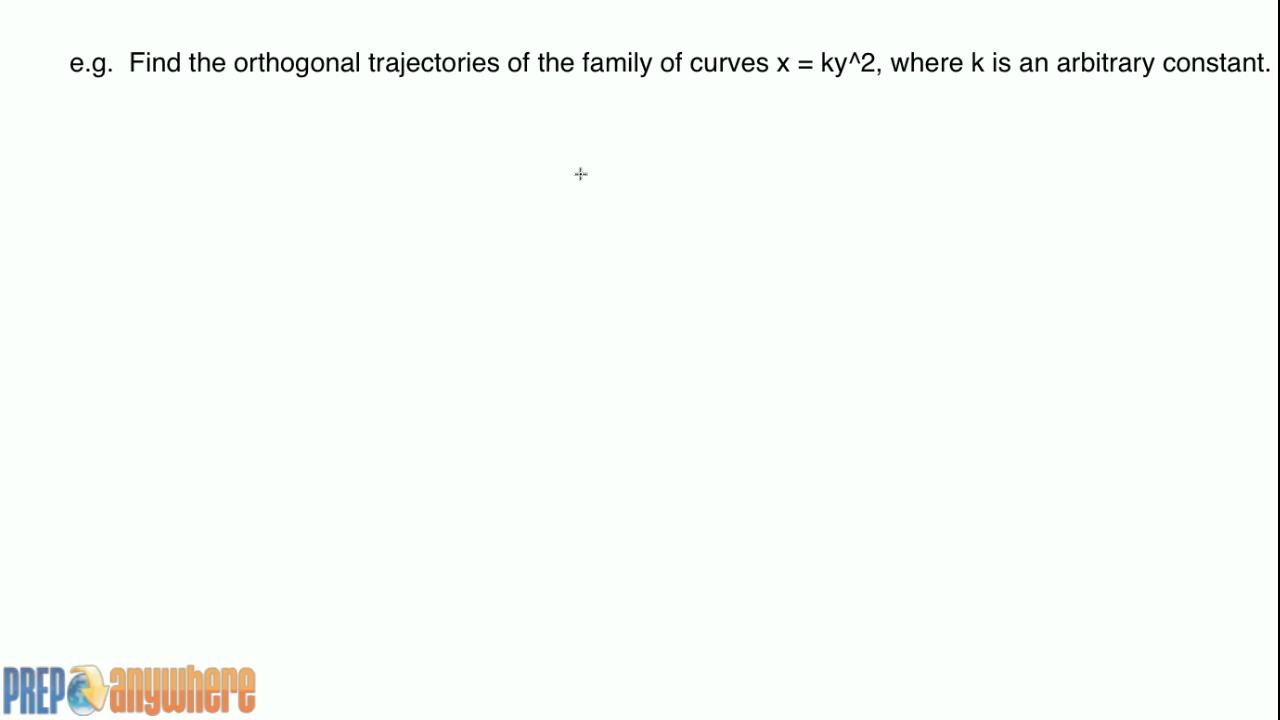 e.g.  Find the orthogonal trajectories of the family of curves x = ky^2, where k is an arbitrary constant.
PREP anywhere